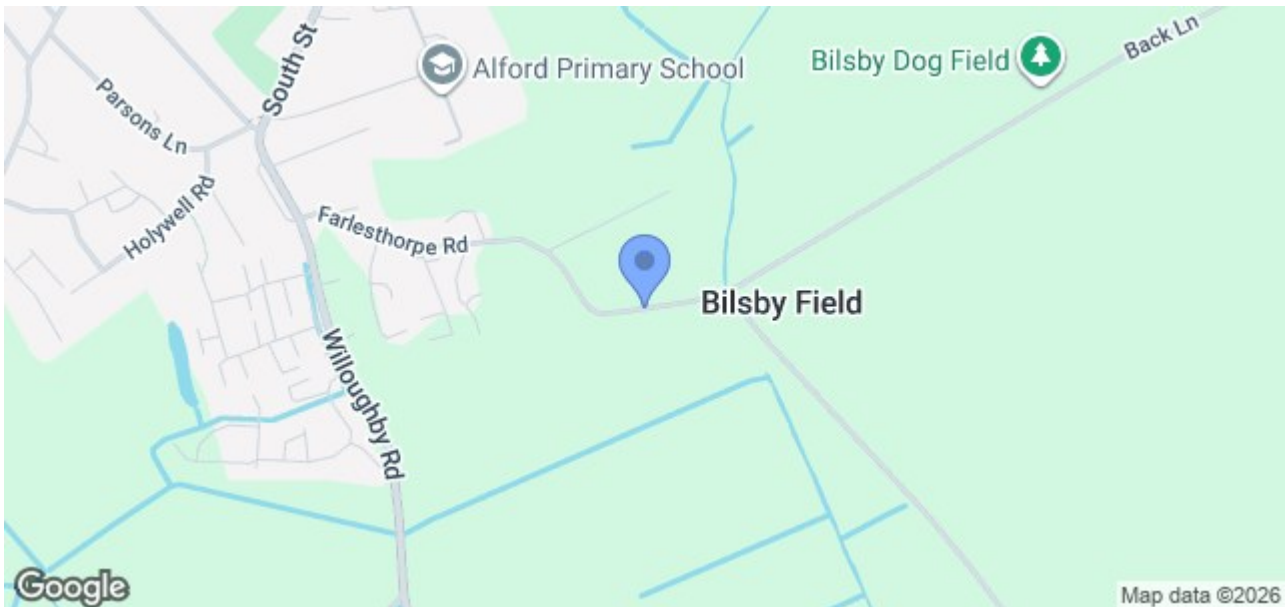 South St
Alford Primary School
Bilsby Dog Field
Back Ln
Parsons Ln
Holywell Rd
Farlesthorpe Rd
Bilsby Field
Willoughby Rd
Google
Map data ©2026